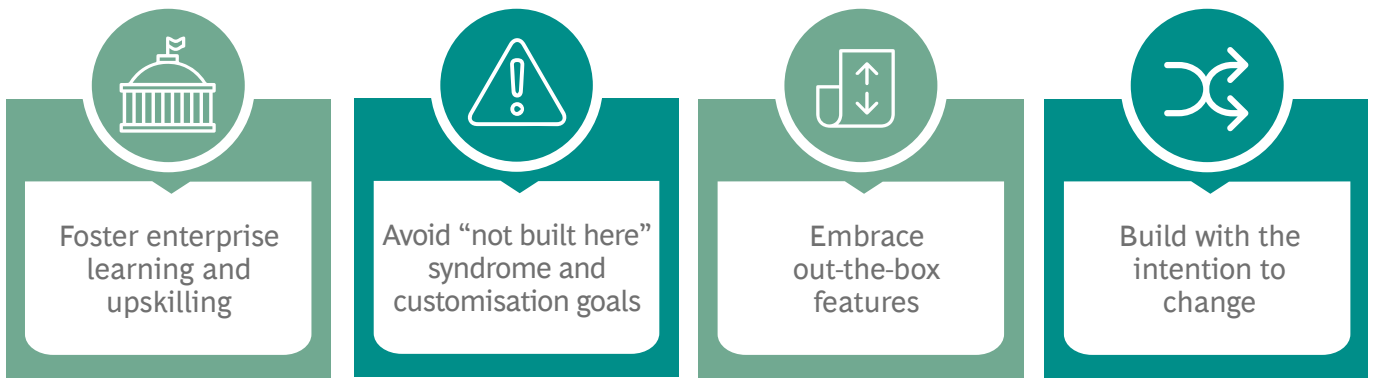 Foster enterprise
learning and
upskilling
Avoid “not built here”
syndrome and
customisation goals
Embrace
out-the-box
features
Build with the
intention to
change